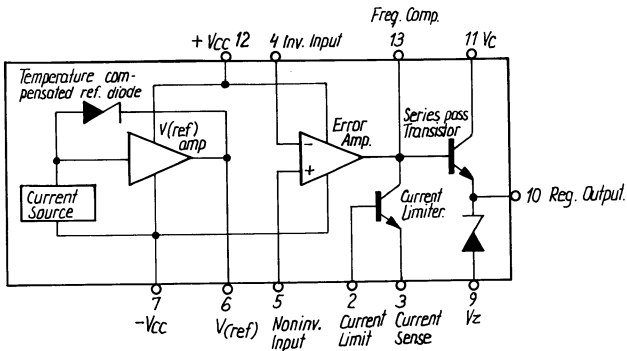 Freq. Comp.
+ Vcc 12
4 Inv. Input
13
11 Vc
Temperature com-
pensated ref. diode
V(ref)
amp
Error
Amp.
Series pass
Transistor
-
+
Current
Source
Current
Limiter.
10 Reg. Output.
7
6
5
2
3
9
-Vcc
V(ref)
Noninv.
Input
Current
Limit
Current
Sense
Vz